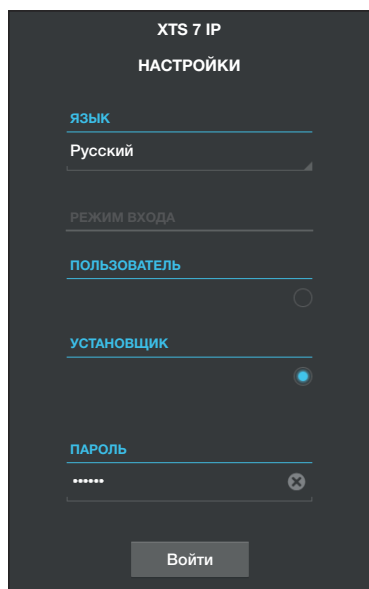 XTS 7 IP
НАСТРОЙКИ
ЯЗЫК
Русский
РЕЖИМ ВХОДА
ПОЛЬЗОВАТЕЛЬ
УСТАНОВЩИК
ПАРОЛЬ
••••••
Войти